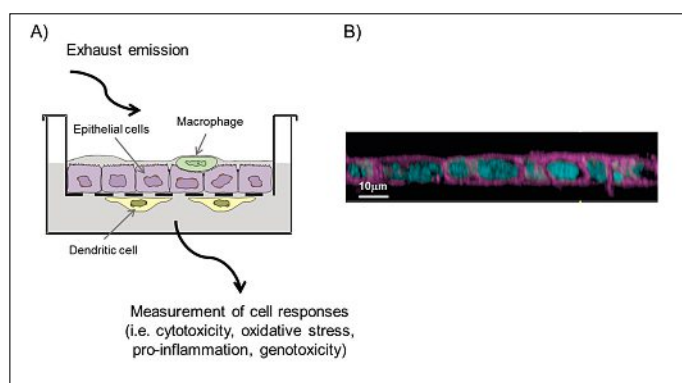 A)
Exhaust emission
Macrophage
Epithelial cells
Dendritic cell
Measurement of cell responses
(i.e. cytotoxicity, oxidative stress,
pro-inflammation, genotoxicity)
B)
10µm